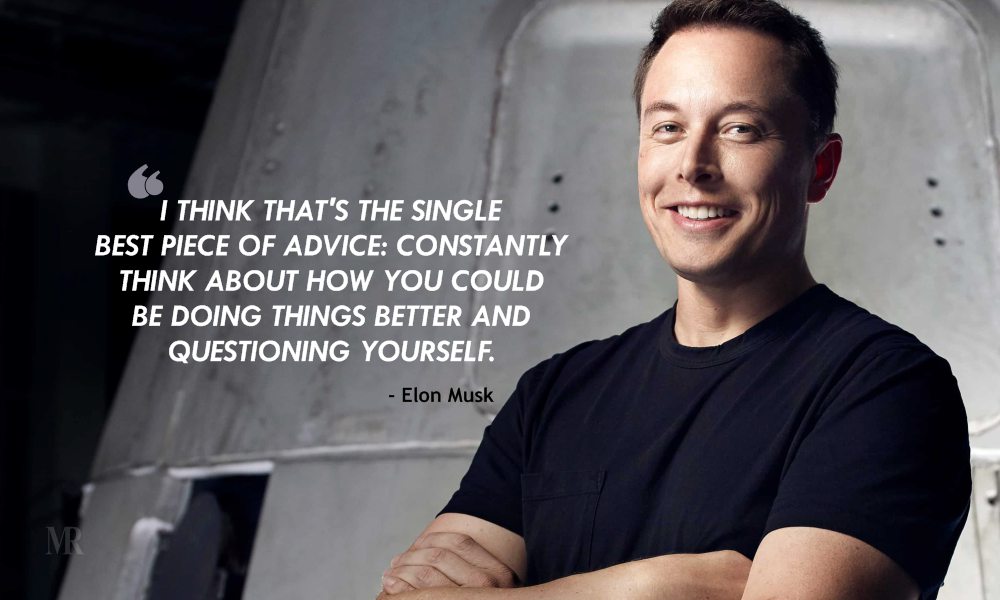 I THINK THAT'S THE SINGLE
BEST PIECE OF ADVICE: CONSTANTLY
THINK ABOUT HOW YOU COULD
BE DOING THINGS BETTER AND
QUESTIONING YOURSELF.
- Elon Musk
MR